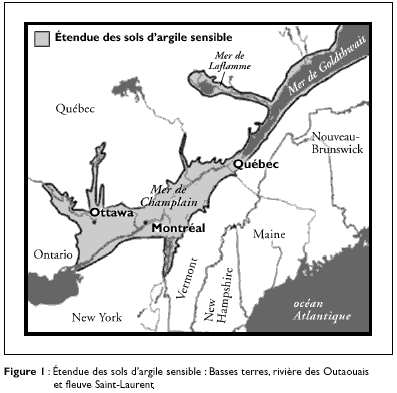 Étendue des sols d'argile sensible
Mer de
Laflamme
Mer de Goldthwait
Québec
Nouveau-
Brunswick
Québec
Mer de
Champlain
Ottawa
Montréal
Maine
Ontario
Vermont
New
Hampshire
océan
Atlantique
New York
Figure 1 : Étendue des sols d'argile sensible : Basses terres, rivière des Outaouais
et fleuve Saint-Laurent